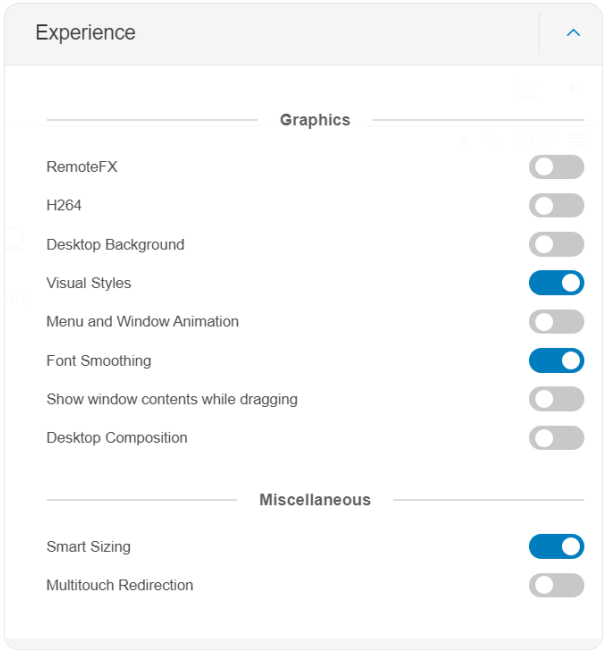 Experience
Graphics
RemoteFX
H264
Desktop Background
Visual Styles
Menu and Window Animation
Font Smoothing
Show window contents while dragging
Desktop Composition
Miscellaneous
Smart Sizing
Multitouch Redirection